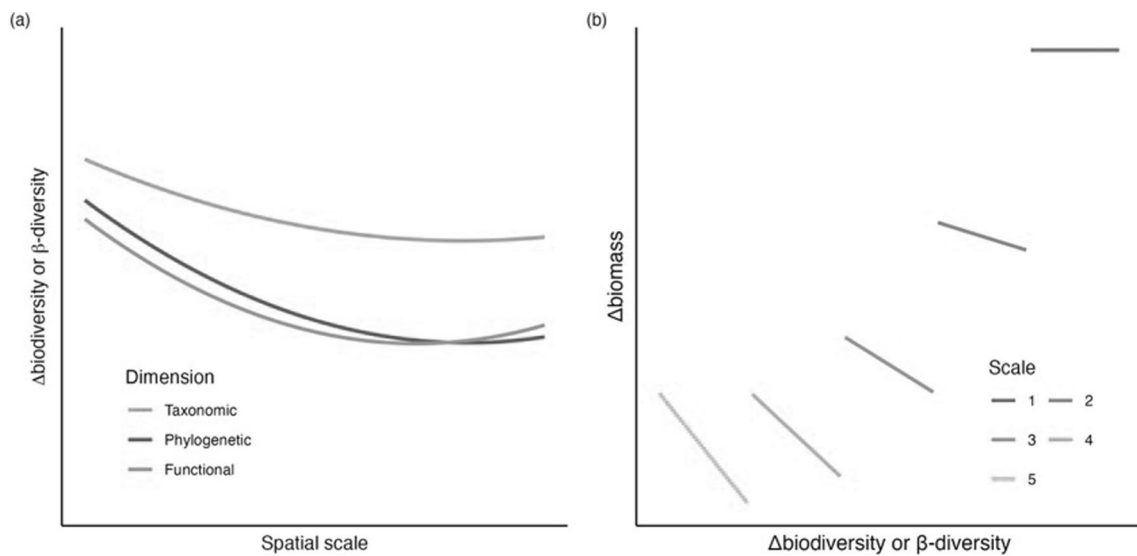 (a)
Δbiodiversity or β-diversity
Dimension
Taxonomic
Phylogenetic
Functional
Spatial scale
(b)
Δbiomass
Scale
1 2
3 4
5
Δbiodiversity or β-diversity